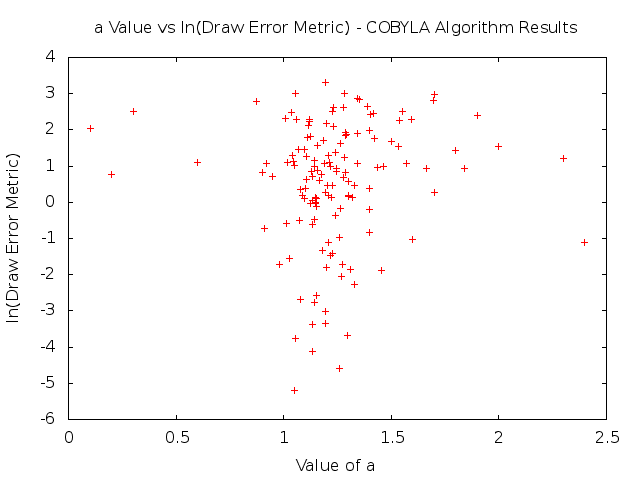 a Value vs ln(Draw Error Metric) - COBYLA Algorithm Results
4
3
2
1
0
-1
-2
-3
-4
-5
-6
ln(Draw Error Metric)
0 0.5 1 1.5 2 2.5
Value of a